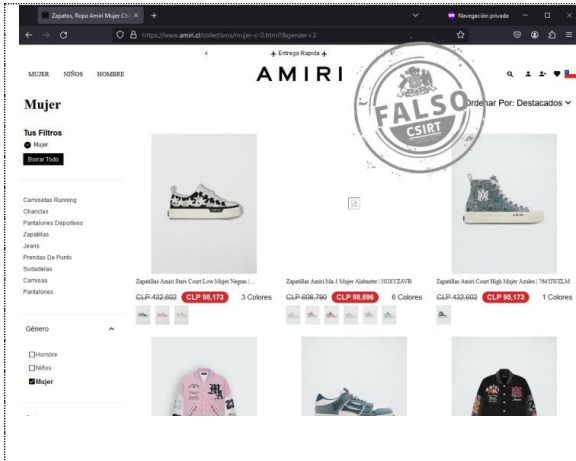 Zapatos, Ropa Amiri Mujer Chi
Navegación privada
https://www.amiri.cl/collections/mujer-c-0.html?&gender=3
Entrega Rapida
MUJER NIÑOS HOMBRE
AMIRI
FALSO
CSIRT
Mujer
Ordenar Por: Destacados
Tus Filtros
Mujer
Borrar Todo
Camisetas Running
Chanclas
Pantalones Deportivos
Zapatillas
Jeans
Prendas De Punto
Sudaderas
Camisas
Pantalones
Zapatillas Amiri Stars Court Low Mujer Negras | ...
CLP 432,602 CLP 95,173 3 Colores
Zapatillas Amiri Ma-1 Mujer Alabaster | 3028YZAVB
CLP 608,790 CLP 98,696 6 Colores
Zapatillas Amiri Court High Mujer Azules | 7643IWZLM
CLP 432,602 CLP 95,173 1 Colores
Género
Hombre
Niños
Mujer